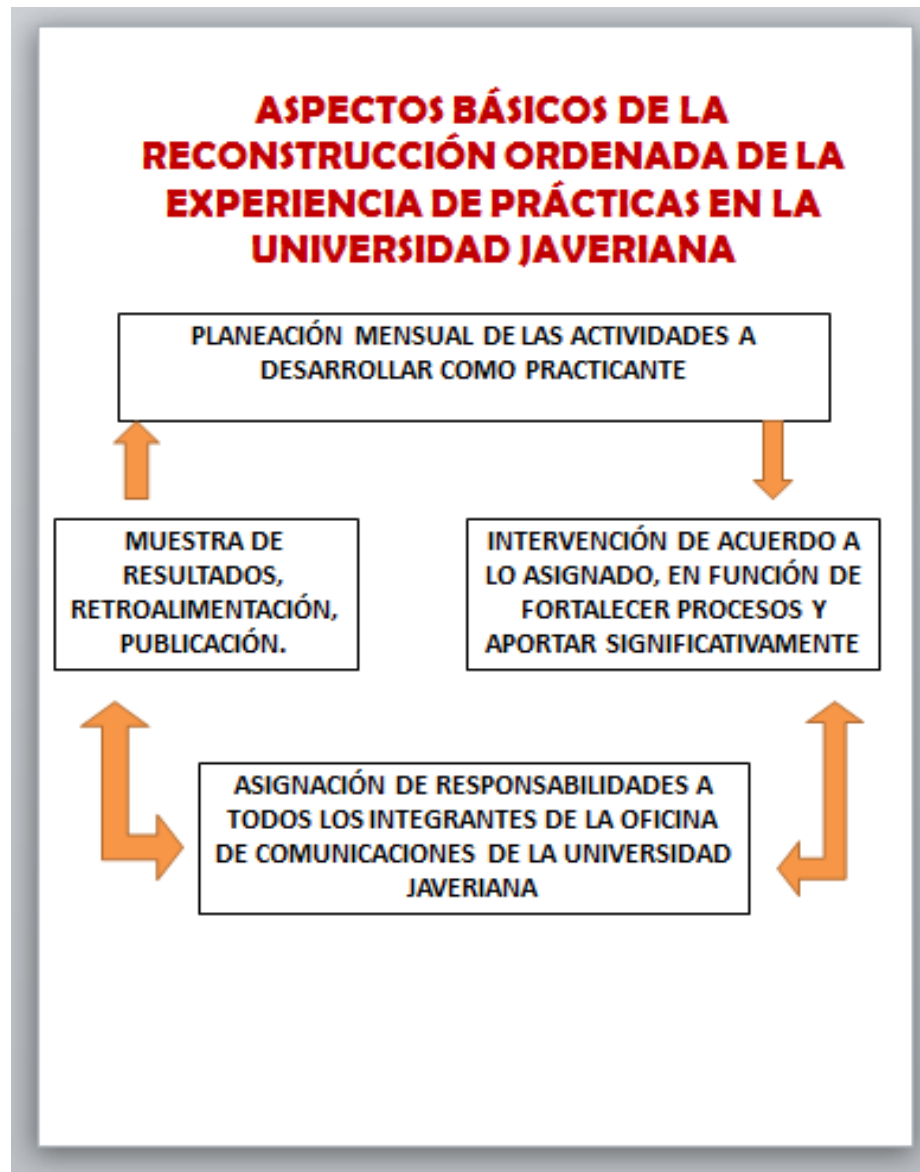 ASPECTOS BÁSICOS DE LA
RECONSTRUCCIÓN ORDENADA DE LA
EXPERIENCIA DE PRÁCTICAS EN LA
UNIVERSIDAD JAVERIANA
PLANEACIÓN MENSUAL DE LAS ACTIVIDADES A
DESARROLLAR COMO PRACTICANTE
MUESTRA DE
RESULTADOS,
RETROALIMENTACIÓN,
PUBLICACIÓN.
INTERVENCIÓN DE ACUERDO A
LO ASIGNADO, EN FUNCIÓN DE
FORTALECER PROCESOS Y
APORTAR SIGNIFICATIVAMENTE
ASIGNACIÓN DE RESPONSABILIDADES A
TODOS LOS INTEGRANTES DE LA OFICINA
DE COMUNICACIONES DE LA UNIVERSIDAD
JAVERIANA